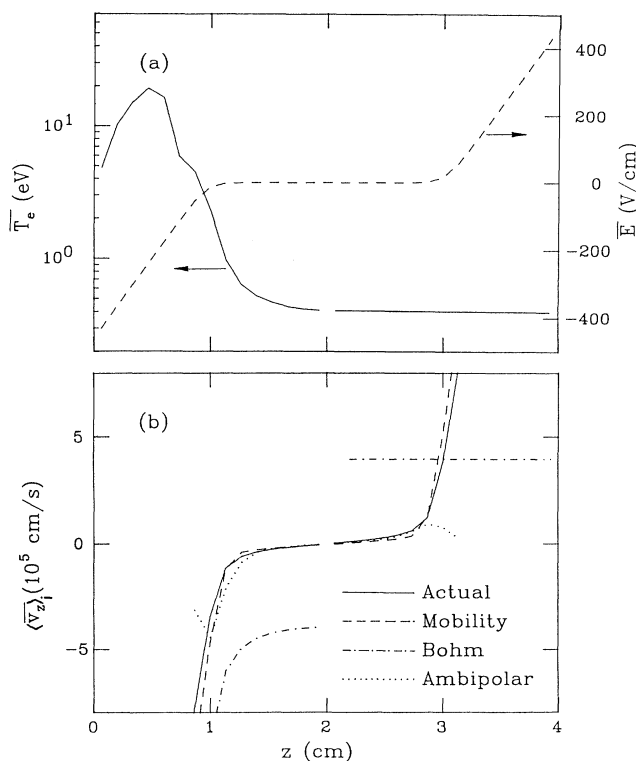 (a)
10¹
10⁰
T̅e̅ (eV)
400
200
0
−200
−400
E̅ (V/cm)
(b)
5
0
−5
⟨v̅z̅⟩i (10⁵ cm/s)
Actual
Mobility
Bohm
Ambipolar
0
1
2
3
4
z (cm)